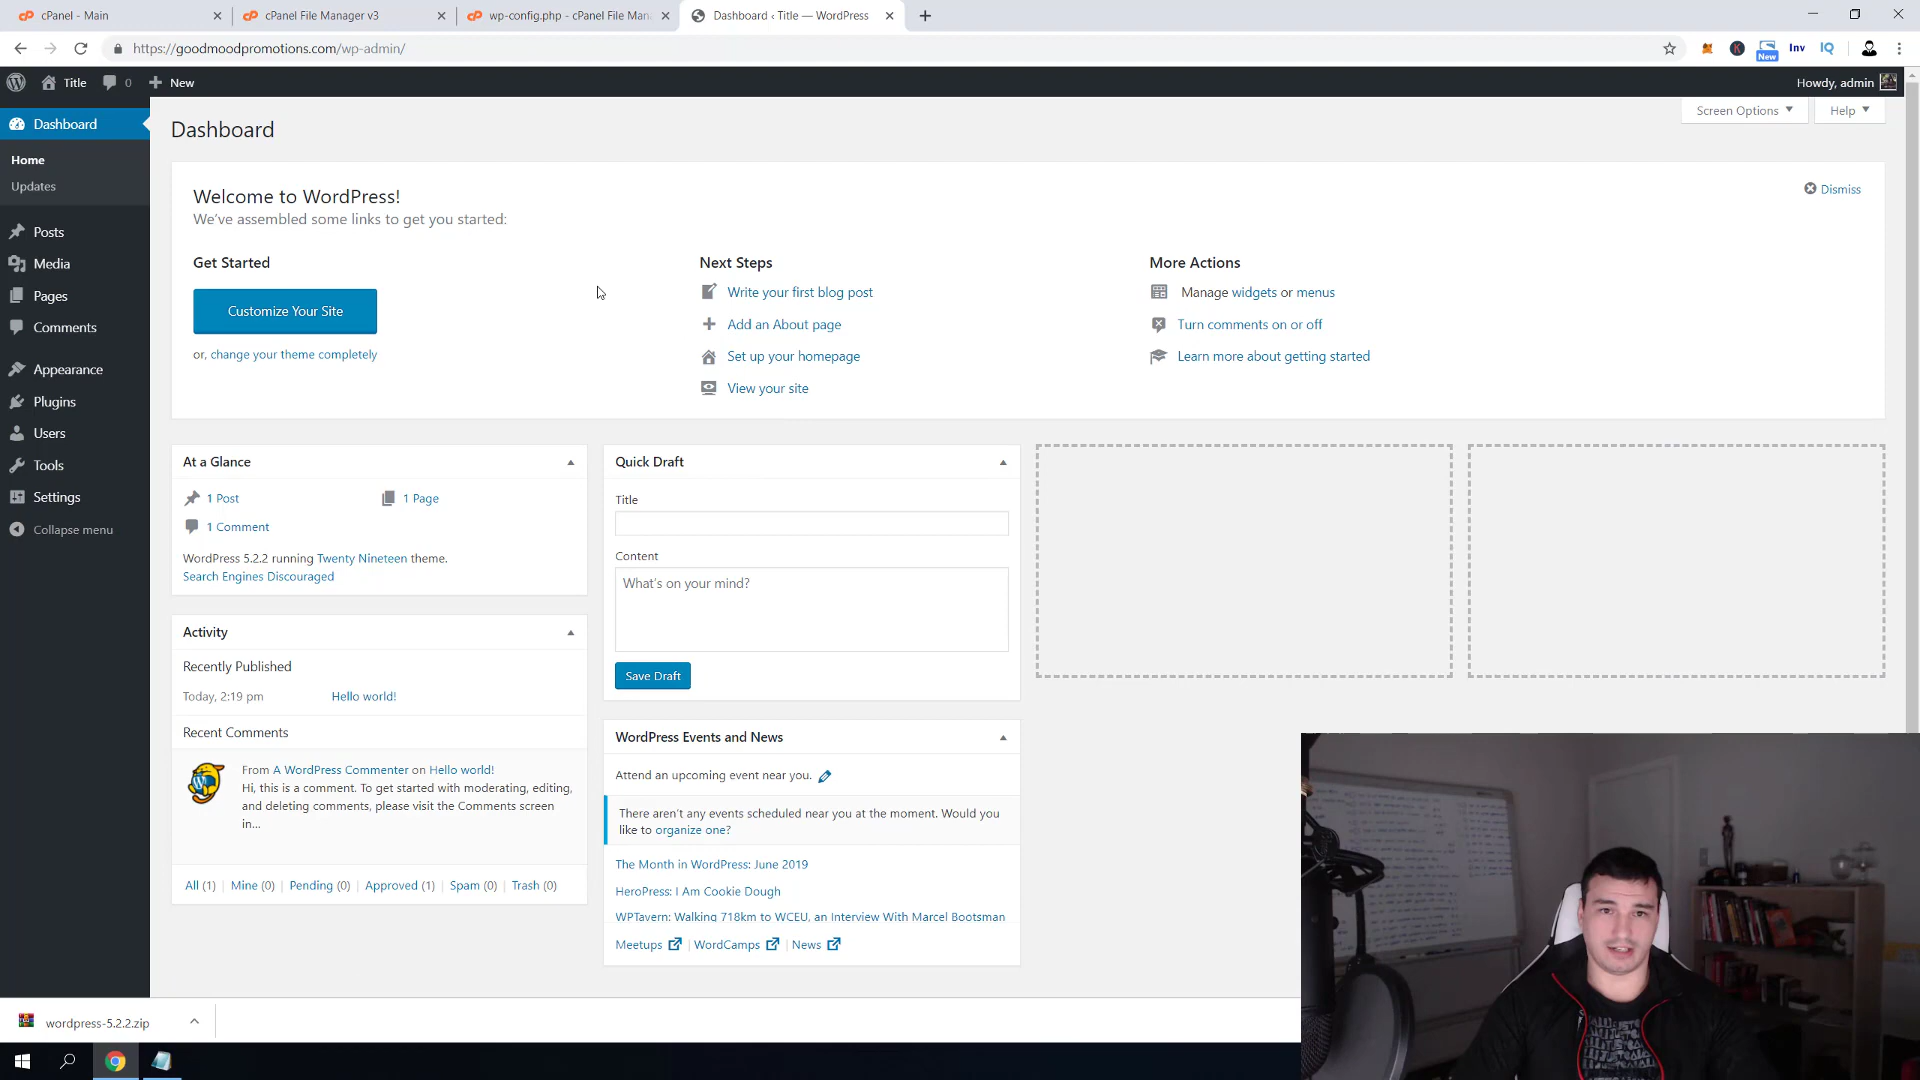 cPanel - Main
cPanel File Manager v3
wp-config.php - cPanel File Man
Dashboard ‹ Title — WordPress
https://goodmoodpromotions.com/wp-admin/
New
Inv
IQ
Title
0
New
Howdy, admin
Dashboard
Home
Updates
Posts
Media
Pages
Comments
Appearance
Plugins
Users
Tools
Settings
Collapse menu
Dashboard
Screen Options
Help
Welcome to WordPress!
We've assembled some links to get you started:
Dismiss
Get Started
Customize Your Site
or, change your theme completely
Next Steps
Write your first blog post
Add an About page
Set up your homepage
View your site
More Actions
Manage widgets or menus
Turn comments on or off
Learn more about getting started
At a Glance
1 Post
1 Page
1 Comment
WordPress 5.2.2 running Twenty Nineteen theme.
Search Engines Discouraged
Activity
Recently Published
Today, 2:19 pm
Hello world!
Recent Comments
From A WordPress Commenter on Hello world!
Hi, this is a comment. To get started with moderating, editing,
and deleting comments, please visit the Comments screen
in...
All (1) | Mine (0) | Pending (0) | Approved (1) | Spam (0) | Trash (0)
Quick Draft
Title
Content
What's on your mind?
Save Draft
WordPress Events and News
Attend an upcoming event near you.
There aren't any events scheduled near you at the moment. Would you
like to organize one?
The Month in WordPress: June 2019
HeroPress: I Am Cookie Dough
WPTavern: Walking 718km to WCEU, an Interview With Marcel Bootsman
Meetups | WordCamps | News
wordpress-5.2.2.zip